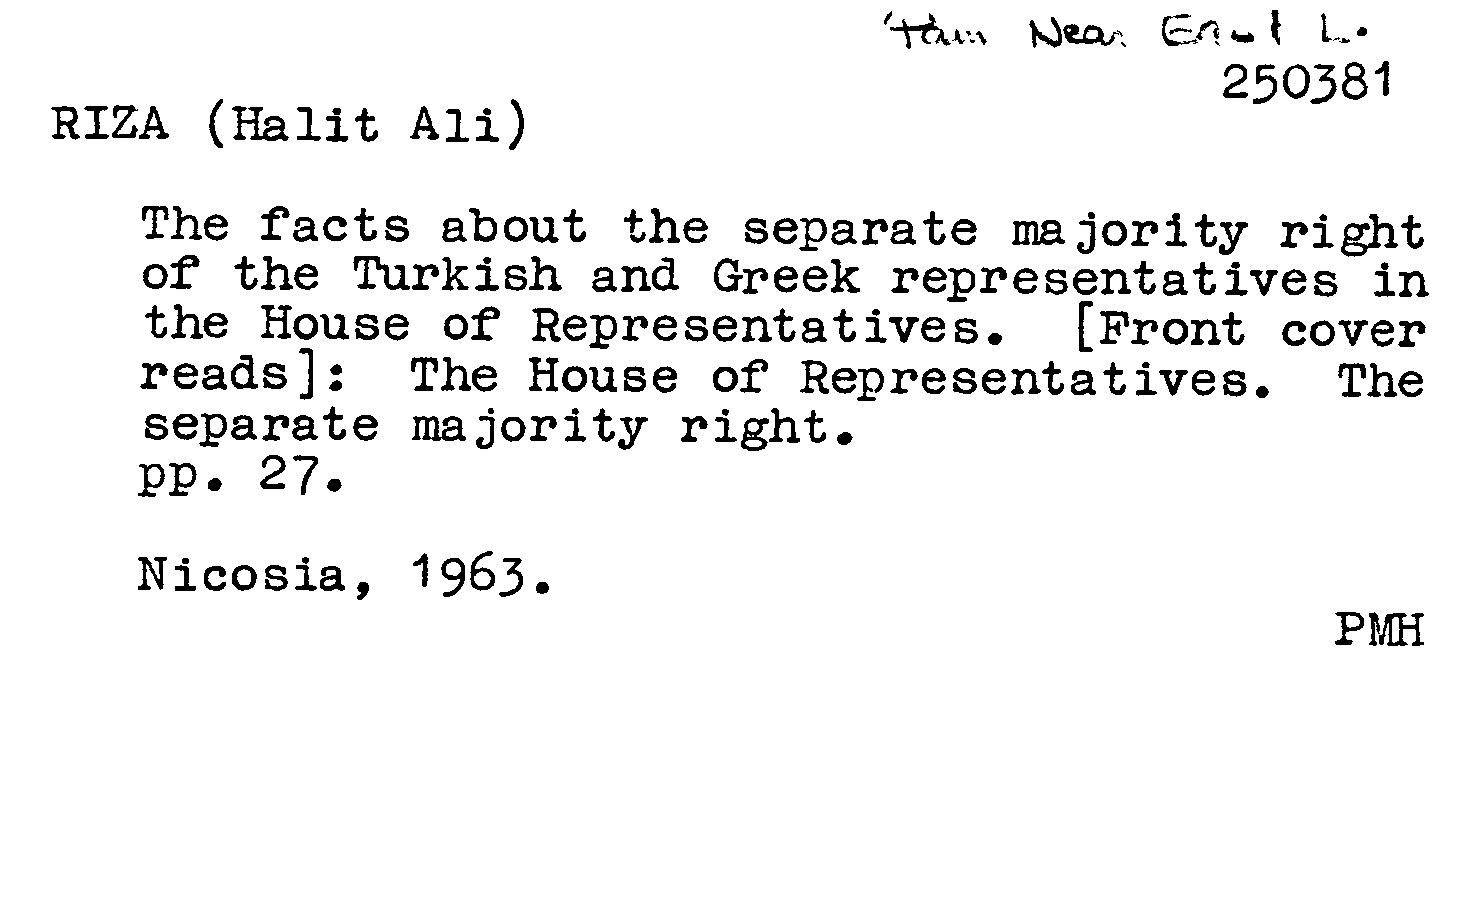 Near L.
250381
RIZA (Halit Ali)
The facts about the separate majority right
of the Turkish and Greek representatives in
the House of Representatives. [Front cover
reads]: The House of Representatives. The
separate majority right.
pp. 27.
Nicosia, 1963.
PMH